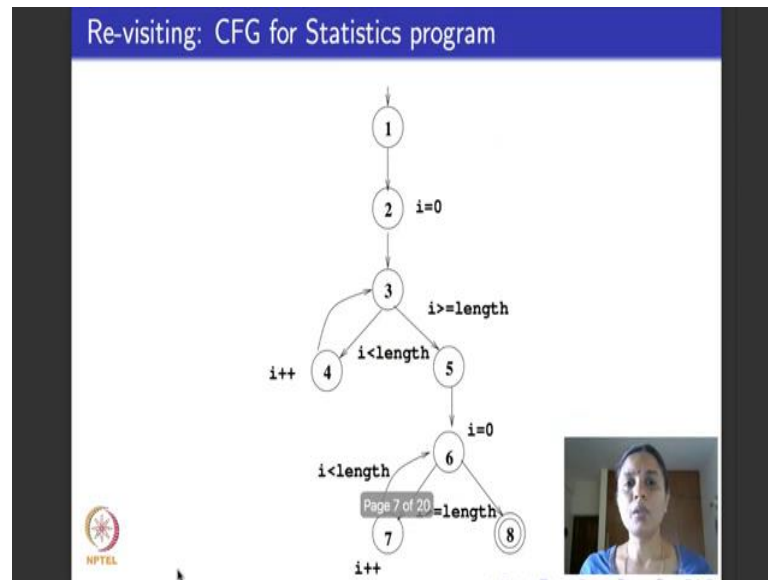 Re-visiting: CFG for Statistics program
1
2 i=0
3
i>=length
i++ 4 i<length 5
i=0
6
i<length
Page 7 of 20 =length
7 8
i++
NPTEL